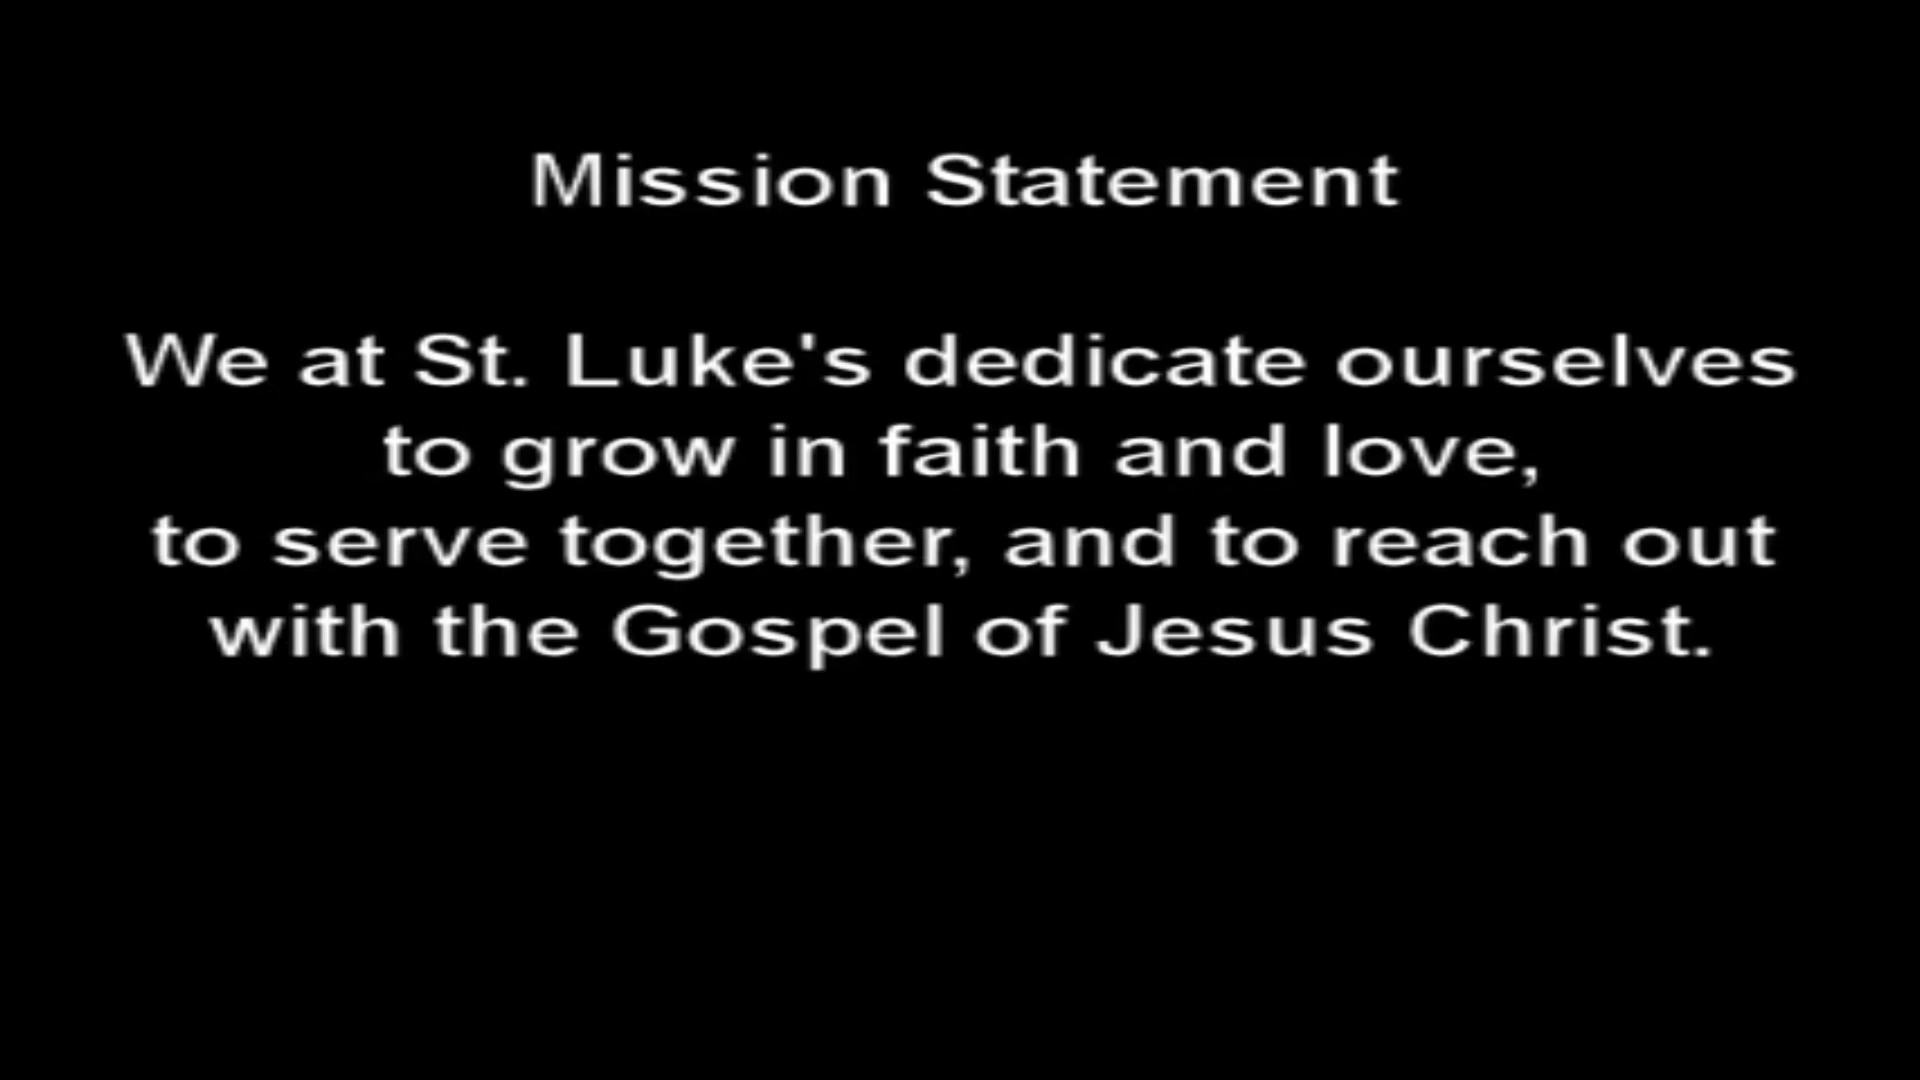 Mission Statement
We at St. Luke's dedicate ourselves
to grow in faith and love,
to serve together, and to reach out
with the Gospel of Jesus Christ.